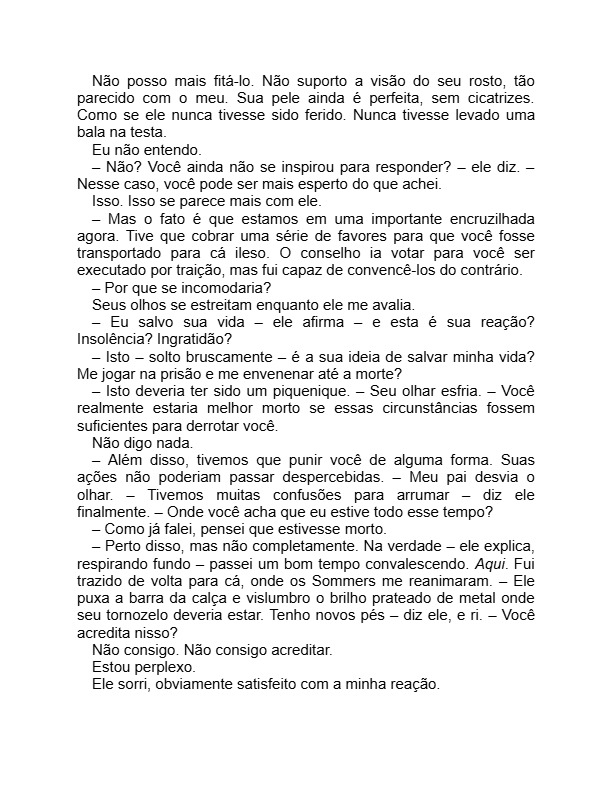 Não posso mais fitá-lo. Não suporto a visão do seu rosto, tão
parecido com o meu. Sua pele ainda é perfeita, sem cicatrizes.
Como se ele nunca tivesse sido ferido. Nunca tivesse levado uma
bala na testa.
Eu não entendo.
– Não? Você ainda não se inspirou para responder? – ele diz. –
Nesse caso, você pode ser mais esperto do que achei.
Isso. Isso se parece mais com ele.
– Mas o fato é que estamos em uma importante encruzilhada
agora. Tive que cobrar uma série de favores para que você fosse
transportado para cá ileso. O conselho ia votar para você ser
executado por traição, mas fui capaz de convencê-los do contrário.
– Por que se incomodaria?
Seus olhos se estreitam enquanto ele me avalia.
– Eu salvo sua vida – ele afirma – e esta é sua reação?
Insolência? Ingratidão?
– Isto – solto bruscamente – é a sua ideia de salvar minha vida?
Me jogar na prisão e me envenenar até a morte?
– Isto deveria ter sido um piquenique. – Seu olhar esfria. – Você
realmente estaria melhor morto se essas circunstâncias fossem
suficientes para derrotar você.
Não digo nada.
– Além disso, tivemos que punir você de alguma forma. Suas
ações não poderiam passar despercebidas. – Meu pai desvia o
olhar. – Tivemos muitas confusões para arrumar – diz ele
finalmente. – Onde você acha que eu estive todo esse tempo?
– Como já falei, pensei que estivesse morto.
– Perto disso, mas não completamente. Na verdade – ele explica,
respirando fundo – passei um bom tempo convalescendo. Aqui. Fui
trazido de volta para cá, onde os Sommers me reanimaram. – Ele
puxa a barra da calça e vislumbro o brilho prateado de metal onde
seu tornozelo deveria estar. Tenho novos pés – diz ele, e ri. – Você
acredita nisso?
Não consigo. Não consigo acreditar.
Estou perplexo.
Ele sorri, obviamente satisfeito com a minha reação.